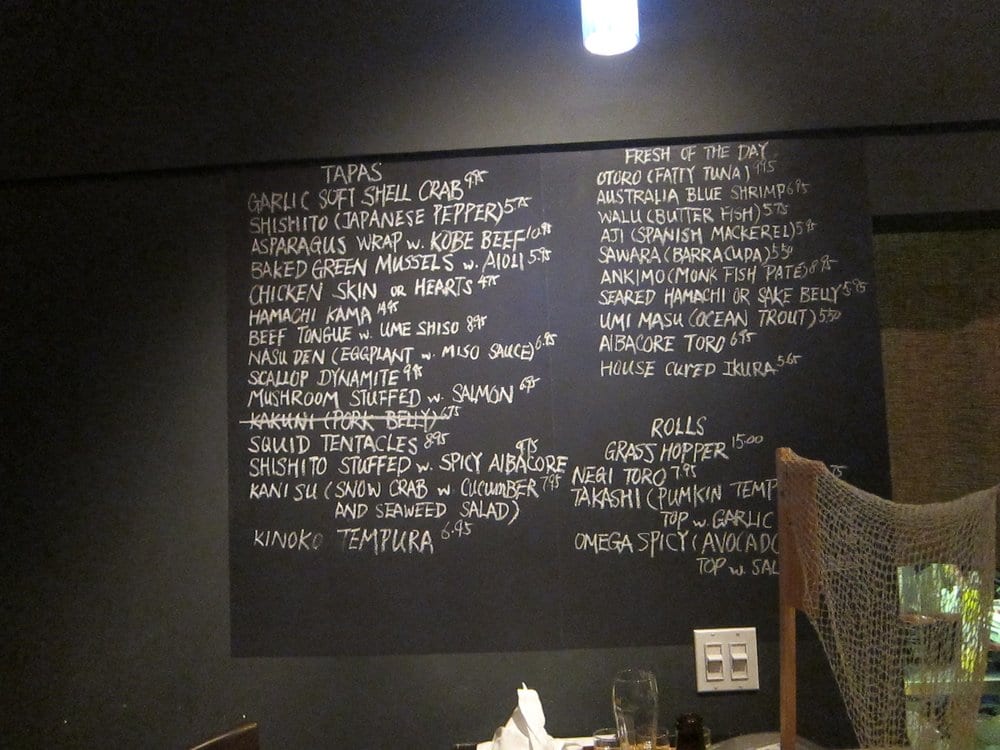 TAPAS
GARLIC SOFT SHELL CRAB 9.75
SHISHITO (JAPANESE PEPPER) 5.75
ASPARAGUS WRAP w. KOBE BEEF 10.95
BAKED GREEN MUSSELS w. AIOLI 5.95
CHICKEN SKIN OR HEARTS 4.75
HAMACHI KAMA 14.95
BEEF TONGUE w. UME SHISO 8.95
NASU DEN (EGGPLANT w. MISO SAUCE) 6.95
SCALLOP DYNAMITE
MUSHROOM STUFFED w. SALMON 6.95
KAKUNI (PORK BELLY) 6.75
SQUID TENTACLES 8.95
SHISHITO STUFFED w. SPICY AlBACORE 9.75
KANI SU (SNOW CRAB w. CUCUMBER 7.95
AND SEAWEED SALAD)
KINOKO TEMPURA 6.45
FRESH OF THE DAY
OTORO (FATTY TUNA)
AUSTRALIA BLUE SHRIMP 6.95
WALU (BUTTER FISH) 5.75
AJI (SPANISH MACKEREL) 5.95
SAWARA (BARRACUDA) 5.50
ANKIMO (MONK FISH PATÉ) 8.95
SEARED HAMACHI OR SAKE BELLY 5.95
UMI MASU (OCEAN TROUT) 5.50
AlBACORE TORO 6.95
HOUSE CURED IKURA 5.65
ROLLS
GRASS HOPPER 15.00
NEGI TORO 7.95
TAKASHI (PUMKIN TEMP
TOP w. GARLIC
OMEGA SPICY (AVOCADO
TOP w. SAL